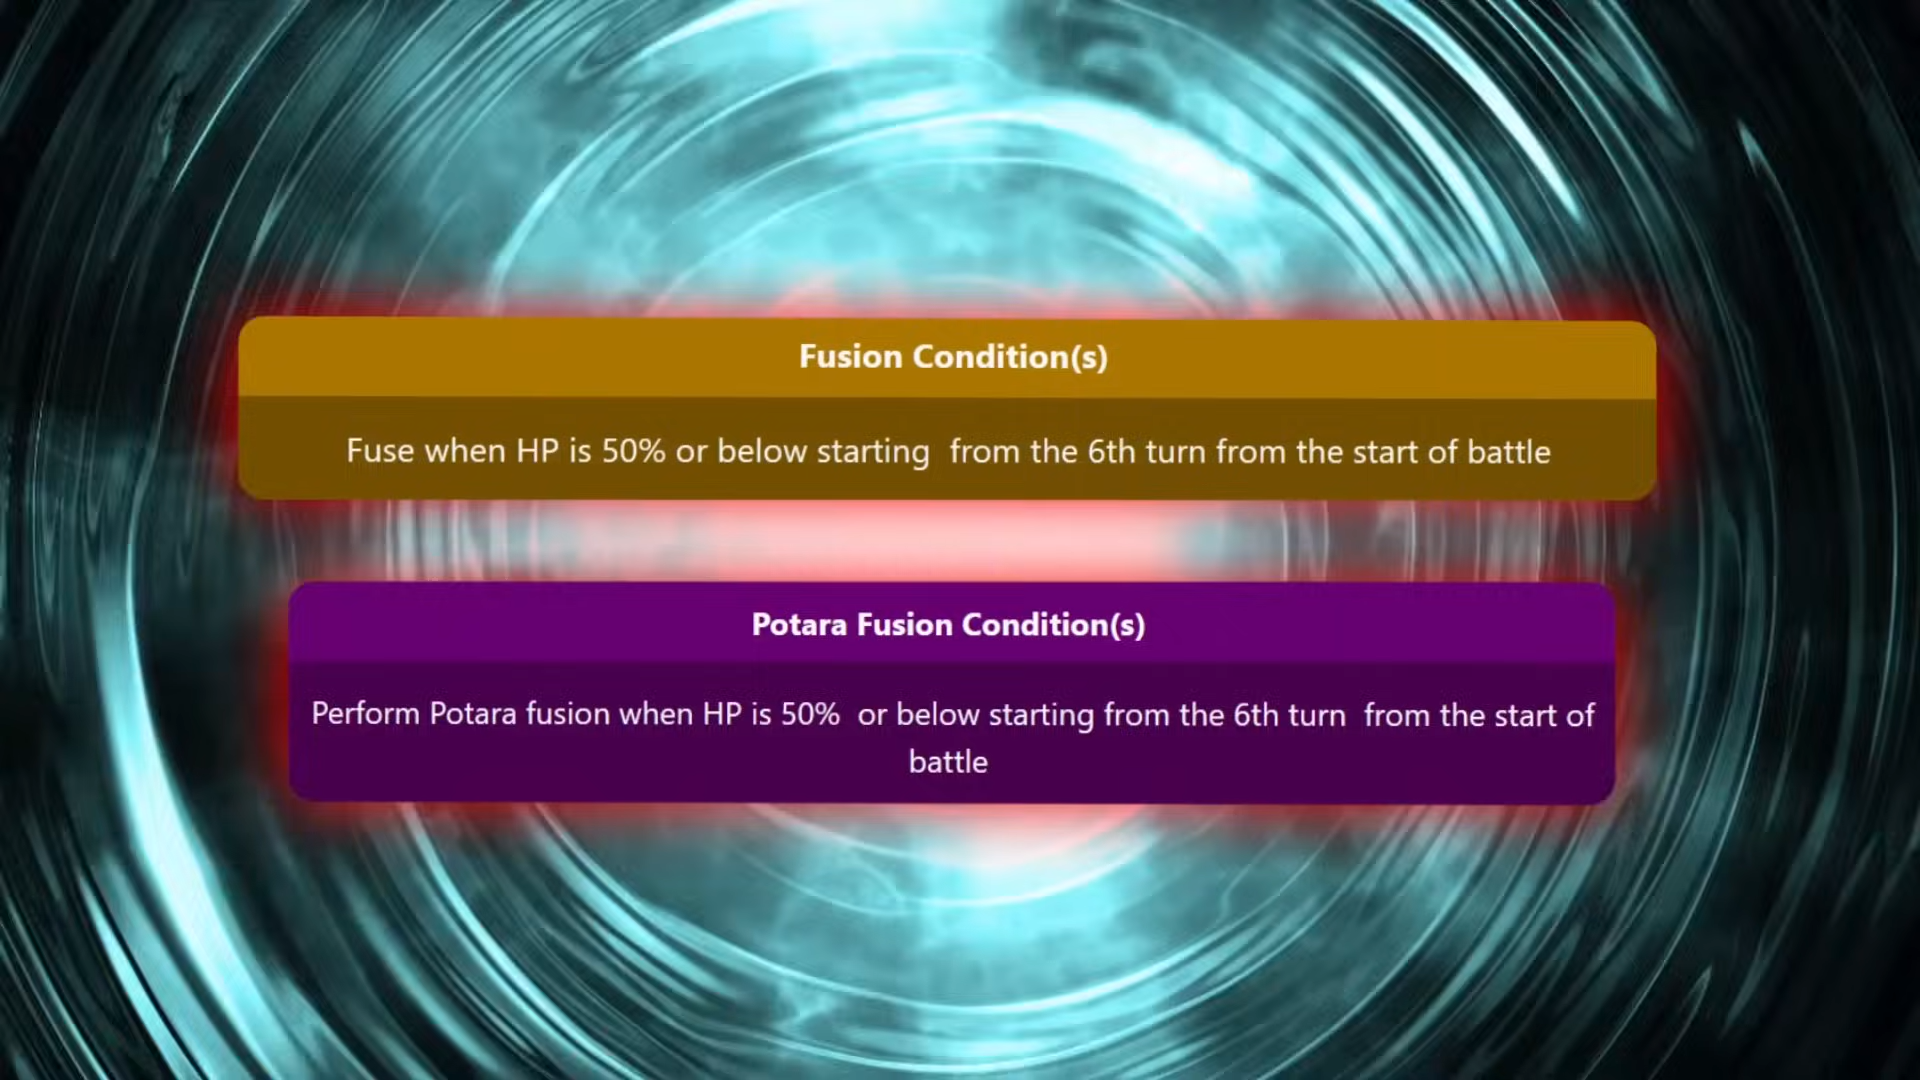 Fusion Condition(s)
Fuse when HP is 50% or below starting from the 6th turn from the start of battle
Potara Fusion Condition(s)
Perform Potara fusion when HP is 50% or below starting from the 6th turn from the start of
battle